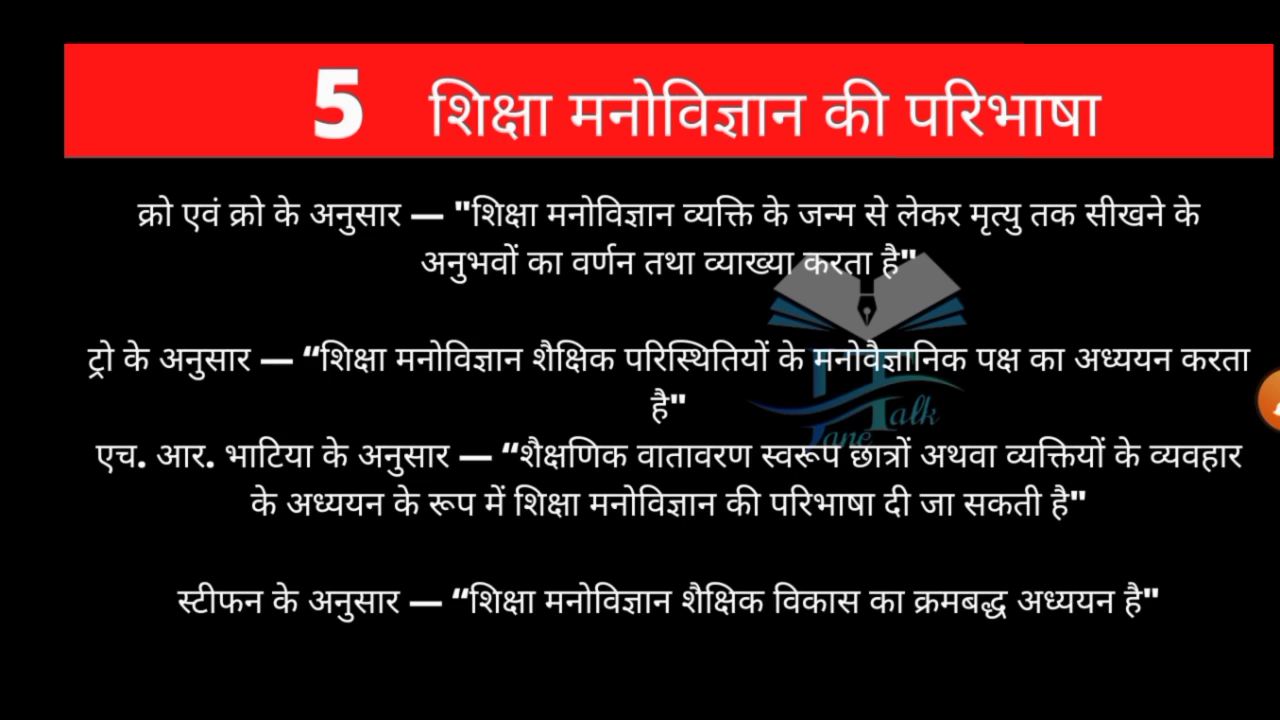 5 शिक्षा मनोविज्ञान की परिभाषा
क्रो एवं क्रो के अनुसार — "शिक्षा मनोविज्ञान व्यक्ति के जन्म से लेकर मृत्यु तक सीखने के
अनुभवों का वर्णन तथा व्याख्या करता है"
ट्रो के अनुसार — “शिक्षा मनोविज्ञान शैक्षिक परिस्थितियों के मनोवैज्ञानिक पक्ष का अध्ययन करता
है"
Talk
एच. आर. भाटिया के अनुसार — “शैक्षणिक वातावरण स्वरूप छात्रों अथवा व्यक्तियों के व्यवहार
के अध्ययन के रूप में शिक्षा मनोविज्ञान की परिभाषा दी जा सकती है"
स्टीफन के अनुसार — “शिक्षा मनोविज्ञान शैक्षिक विकास का क्रमबद्ध अध्ययन है"